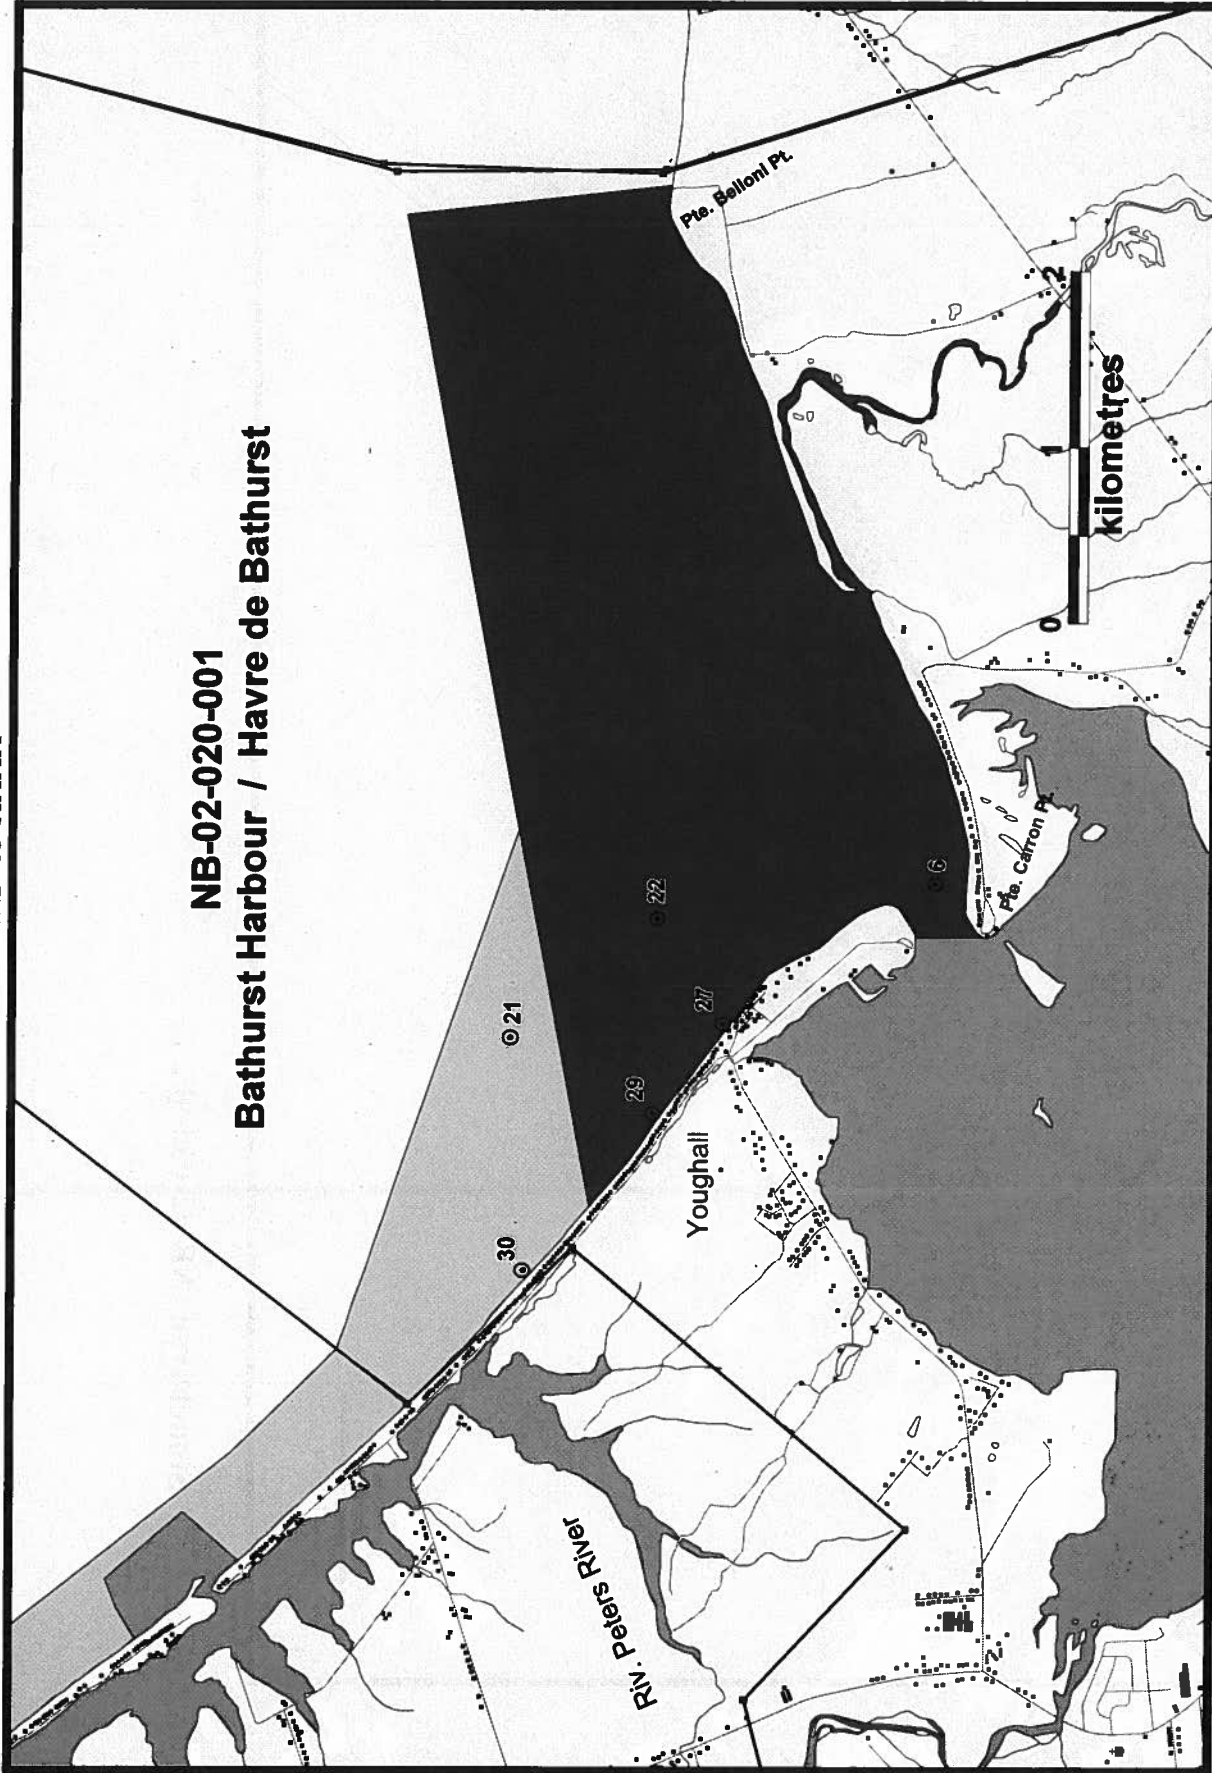 NB-02-020-001
Bathurst Harbour / Havre de Bathurst
Pte. Belloni Pt.
21
22
6
27
29
30
Youghall
Pte. Carron Pt.
Riv. Peters River
0 1 2
kilometres